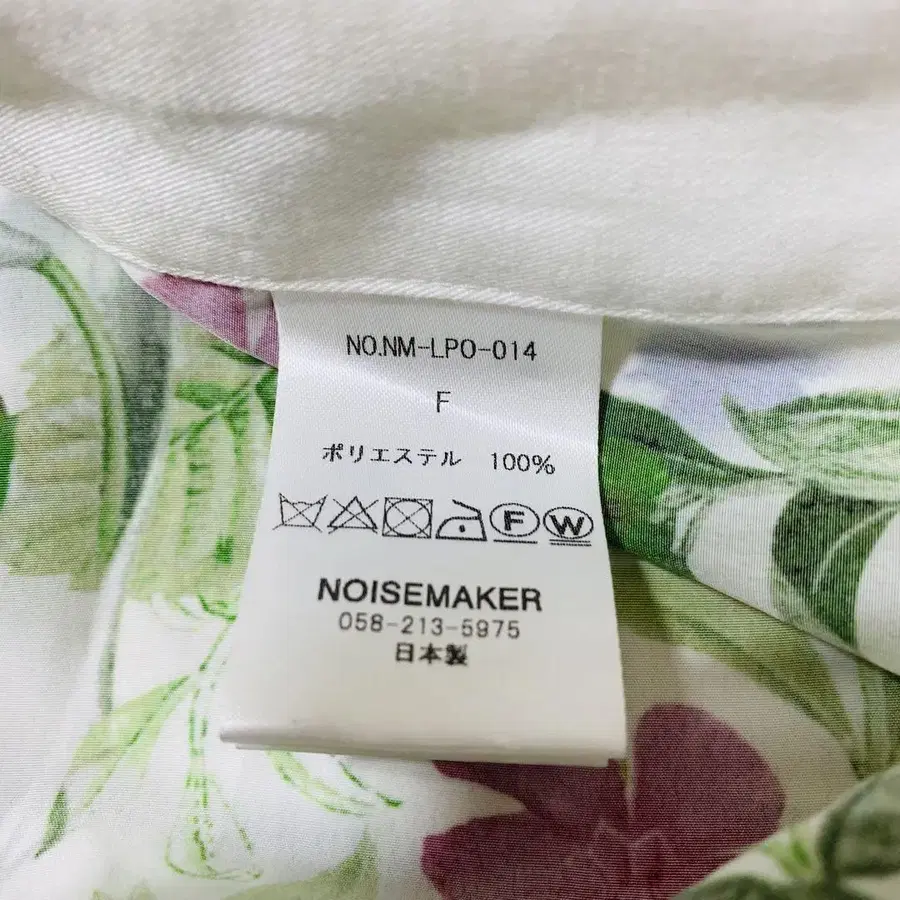 NO.NM-LPO-014
F
ポリエステル 100%
F W
NOISEMAKER
058-213-5975
日本製